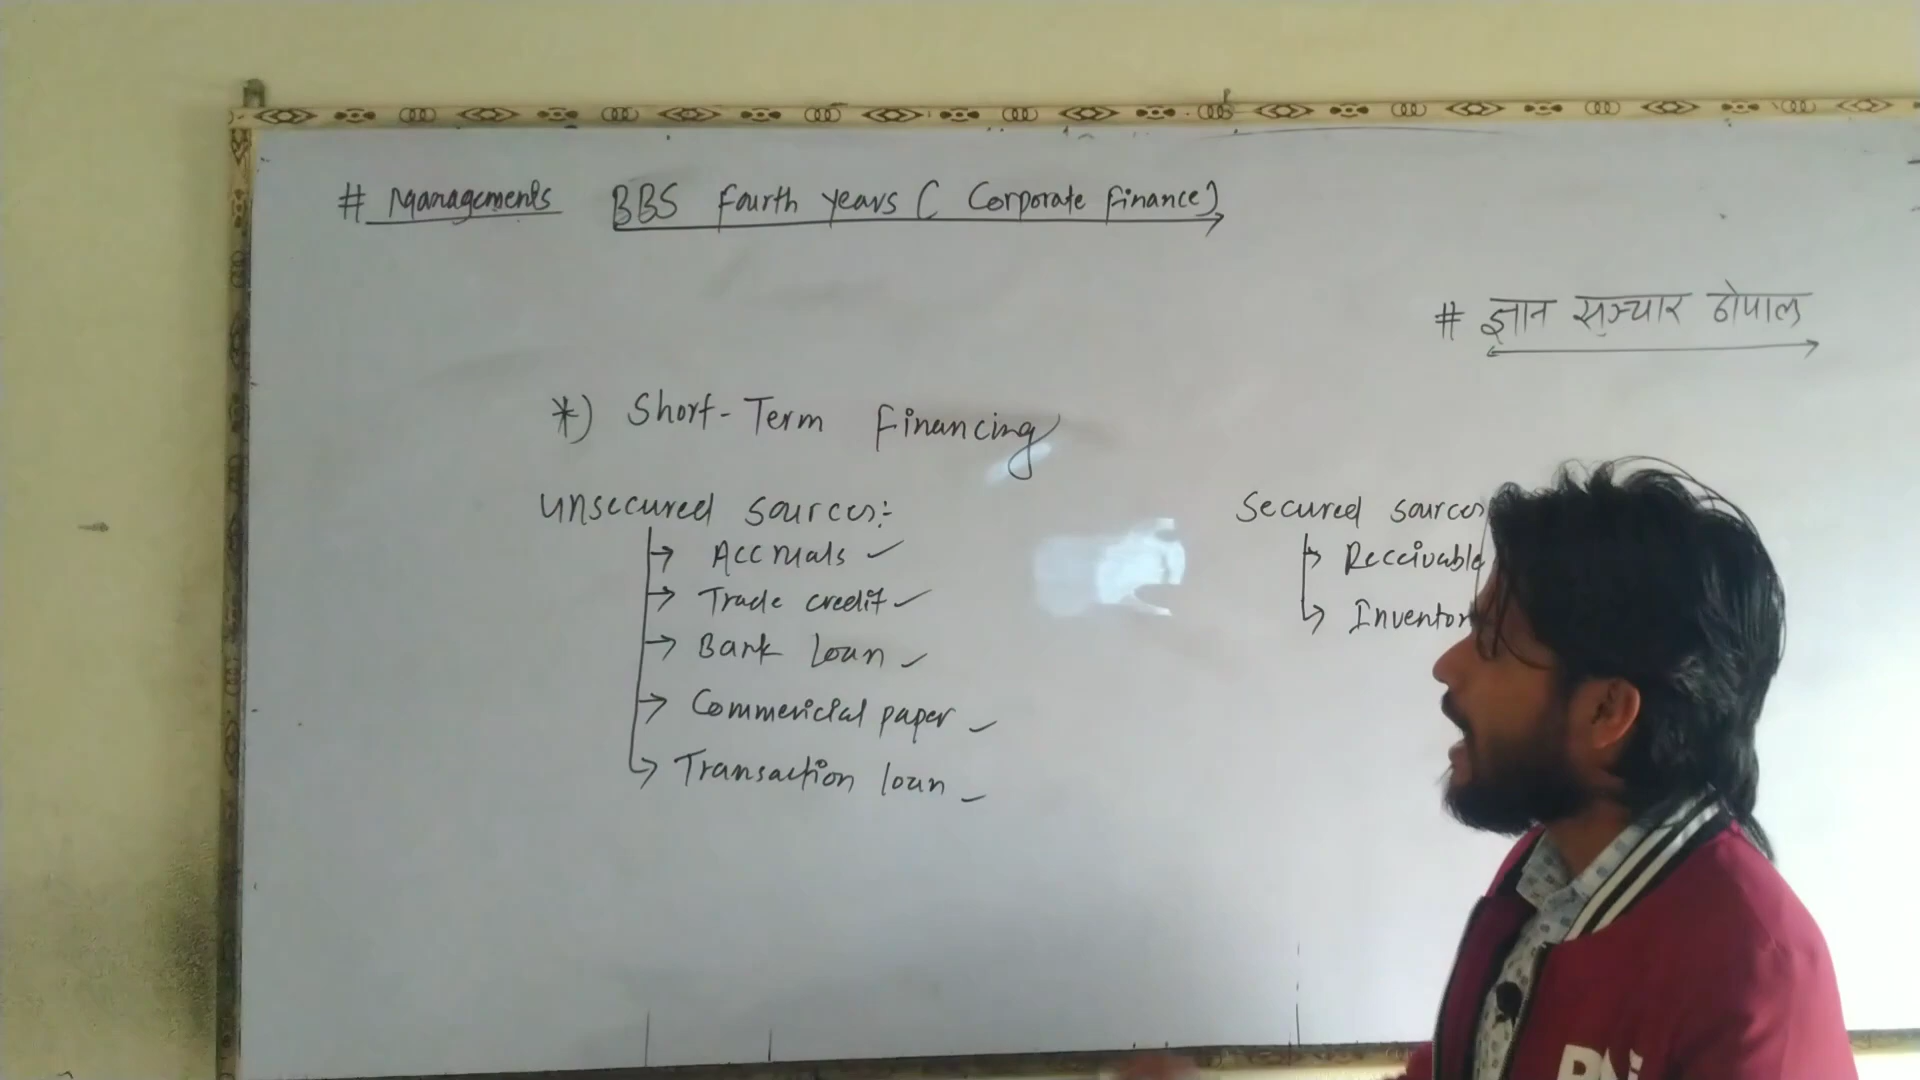 # Managements BBS Fourth years ( Corporate Finance)
# ज्ञान सञ्चार
*) Short-Term Financing
Unsecured sources:-
→ Accruals ✓
→ Trade credit ✓
→ Bank Loan ✓
→ Commericial paper ✓
→ Transaction loan ✓
Secured sources
→ Receivable
→ Inventor